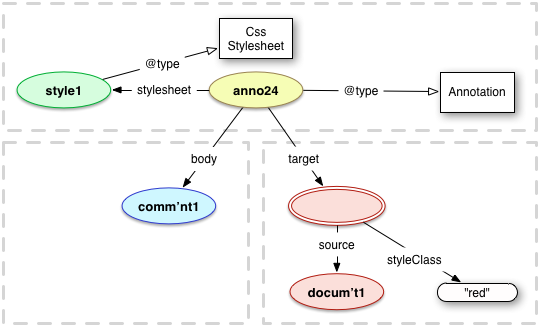 Css
Stylesheet
@type
style1
stylesheet
anno24
@type
Annotation
body
target
comm'nt1
source
styleClass
docum't1
"red"